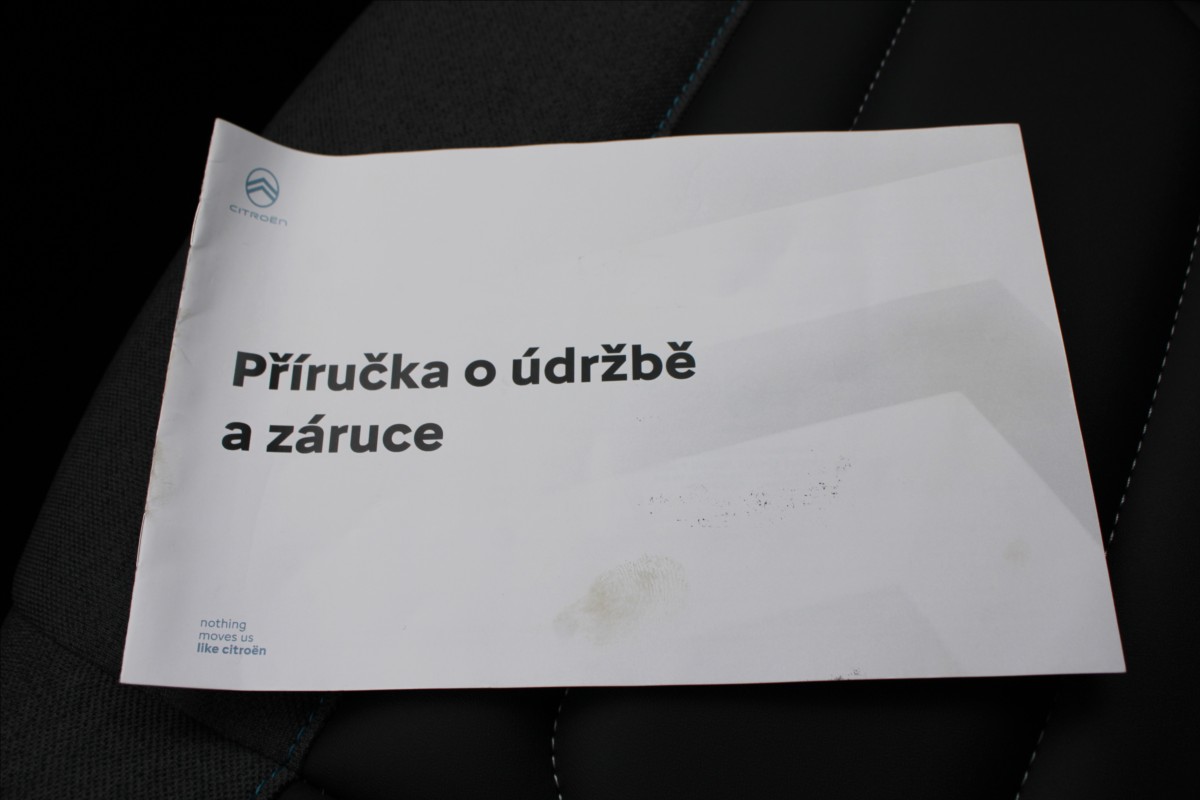 CITROËN
Příručka o údržbě
a záruce
nothing
moves us
like citroën